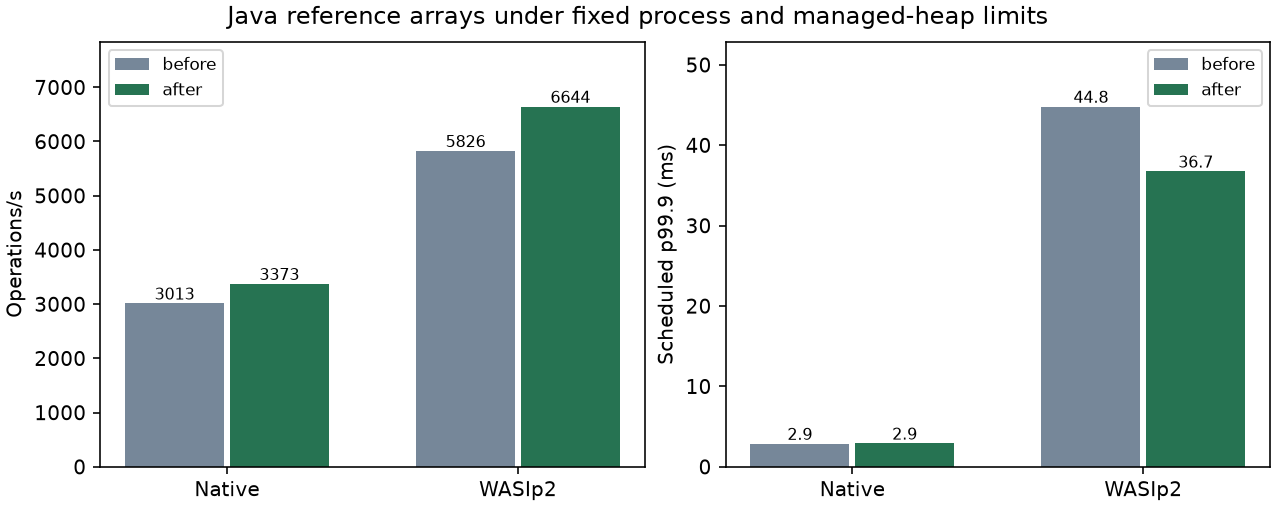 Java reference arrays under fixed process and managed-heap limits
Operations/s
7000
6000
5000
4000
3000
2000
1000
0
before
after
3013
3373
5826
6644
Native
WASIp2
Scheduled p99.9 (ms)
50
40
30
20
10
0
before
after
2.9
2.9
44.8
36.7
Native
WASIp2